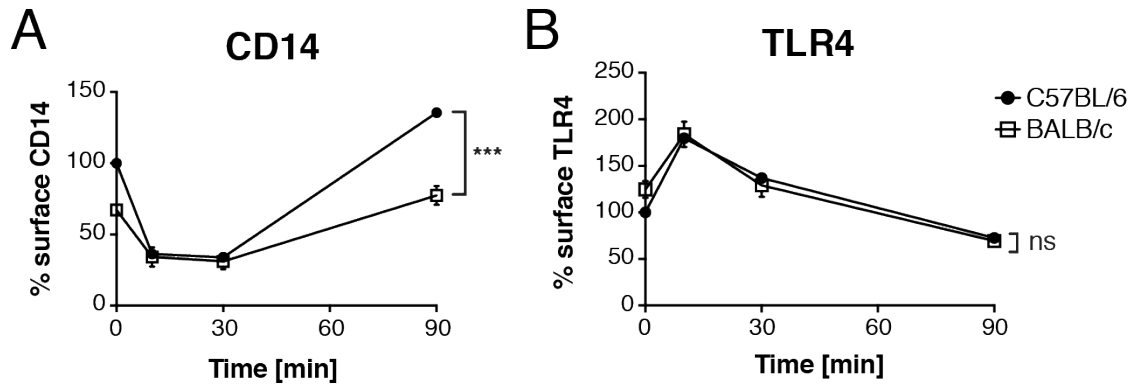 A
CD14
% surface CD14
150
100
50
0
0
30
60
90
Time [min]
***
B
TLR4
% surface TLR4
250
200
150
100
50
0
0
30
60
90
Time [min]
ns
C57BL/6
BALB/c